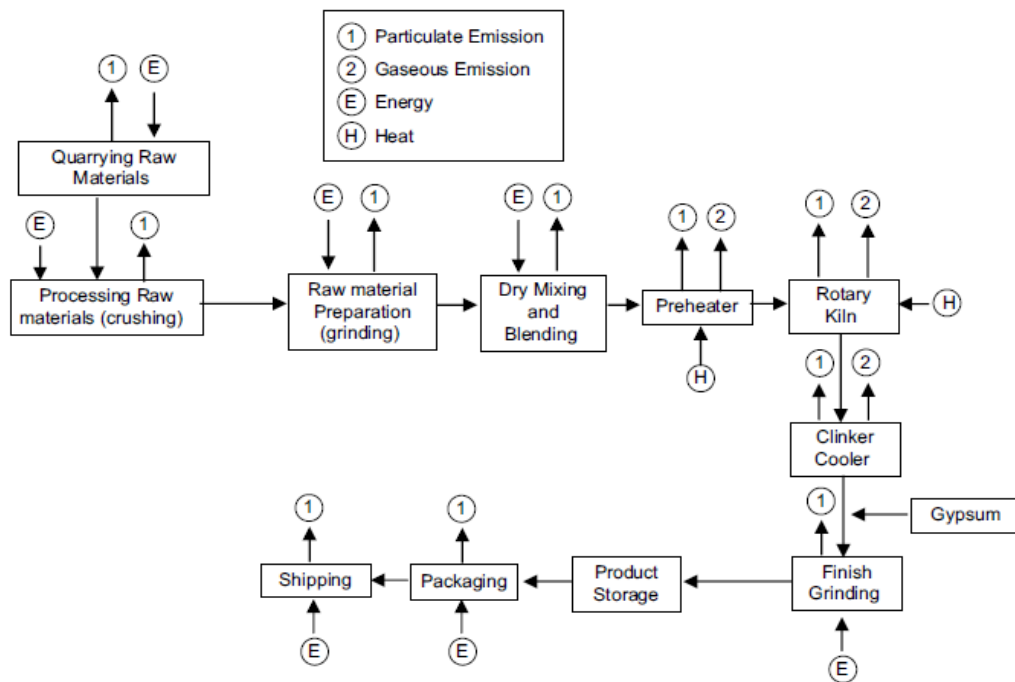 1 Particulate Emission
2 Gaseous Emission
E Energy
H Heat
1 E
Quarrying Raw
Materials
E 1
Processing Raw
materials (crushing)
E 1
Raw material
Preparation
(grinding)
E 1
Dry Mixing
and
Blending
1 2
Preheater
H
1 2
Rotary
Kiln
H
1 2
Clinker
Cooler
Gypsum
1
Finish
Grinding
E
Product
Storage
1
Packaging
E
1
Shipping
E